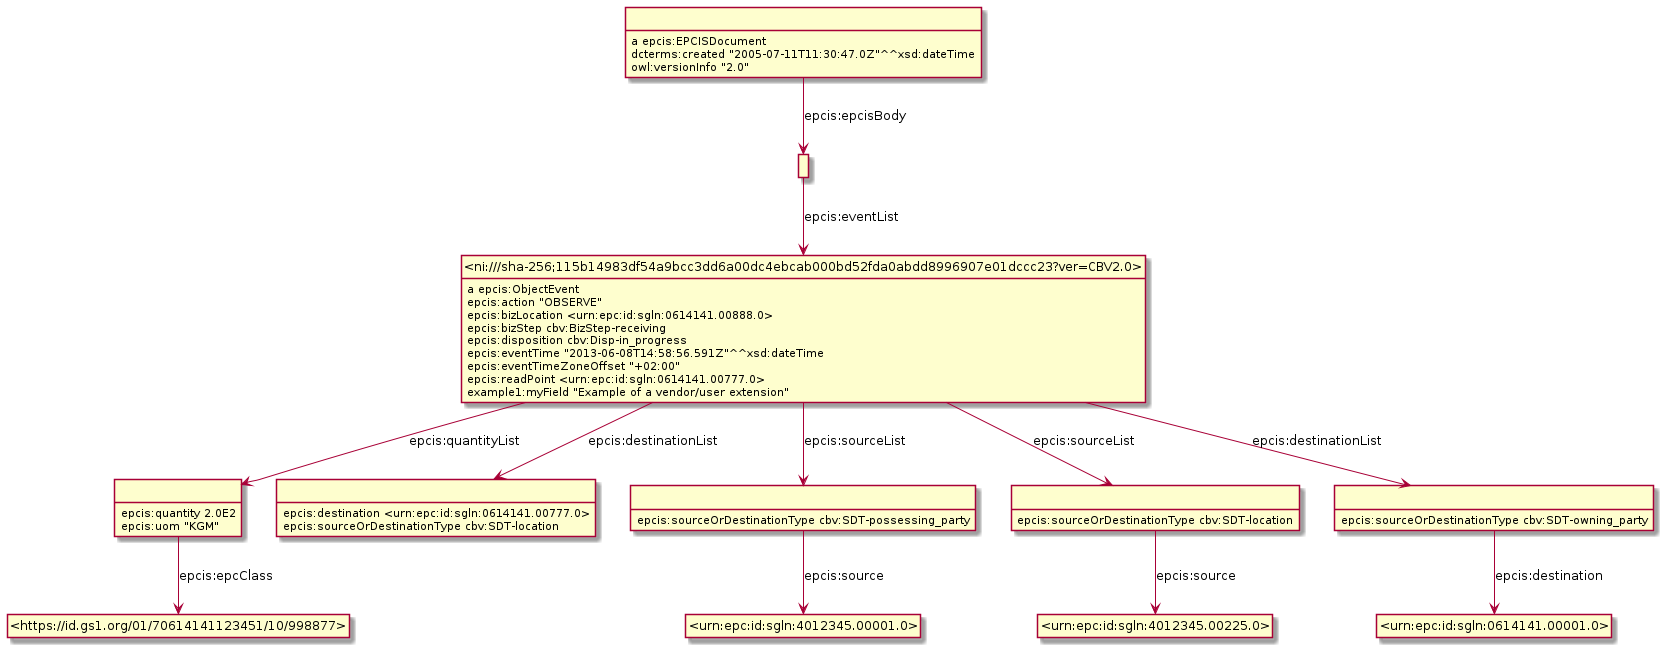 a epcis:EPCISDocument
dcterms:created "2005-07-11T11:30:47.0Z"^^xsd:dateTime
owl:versionInfo "2.0"
epcis:epcisBody
epcis:eventList
<ni:///sha-256;115b14983df54a9bcc3dd6a00dc4ebcab000bd52fda0abdd8996907e01dccc23?ver=CBV2.0>
a epcis:ObjectEvent
epcis:action "OBSERVE"
epcis:bizLocation <urn:epc:id:sgln:0614141.00888.0>
epcis:bizStep cbv:BizStep-receiving
epcis:disposition cbv:Disp-in_progress
epcis:eventTime "2013-06-08T14:58:56.591Z"^^xsd:dateTime
epcis:eventTimeZoneOffset "+02:00"
epcis:readPoint <urn:epc:id:sgln:0614141.00777.0>
example1:myField "Example of a vendor/user extension"
epcis:quantityList
epcis:destinationList
epcis:sourceList
epcis:sourceList
epcis:destinationList
epcis:quantity 2.0E2
epcis:uom "KGM"
epcis:destination <urn:epc:id:sgln:0614141.00777.0>
epcis:sourceOrDestinationType cbv:SDT-location
epcis:sourceOrDestinationType cbv:SDT-possessing_party
epcis:sourceOrDestinationType cbv:SDT-location
epcis:sourceOrDestinationType cbv:SDT-owning_party
epcis:epcClass
epcis:source
epcis:source
epcis:destination
<https://id.gs1.org/01/70614141123451/10/998877>
<urn:epc:id:sgln:4012345.00001.0>
<urn:epc:id:sgln:4012345.00225.0>
<urn:epc:id:sgln:0614141.00001.0>